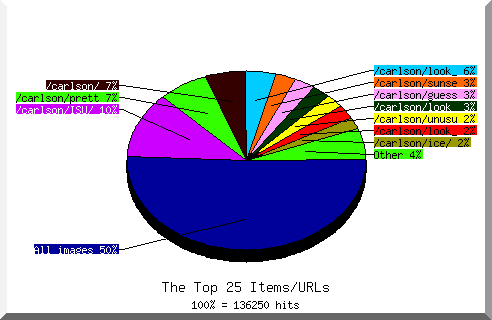 /carlson/look_ 6%
/carlson/sunse 3%
/carlson/guess 3%
/carlson/look_ 3%
/carlson/unusu 2%
/carlson/look_ 2%
/carlson/ice/ 2%
Other 4%
/carlson/ 7%
/carlson/prett 7%
/carlson/ISU/ 10%
All images 50%
The Top 25 Items/URLs
100% = 136250 hits